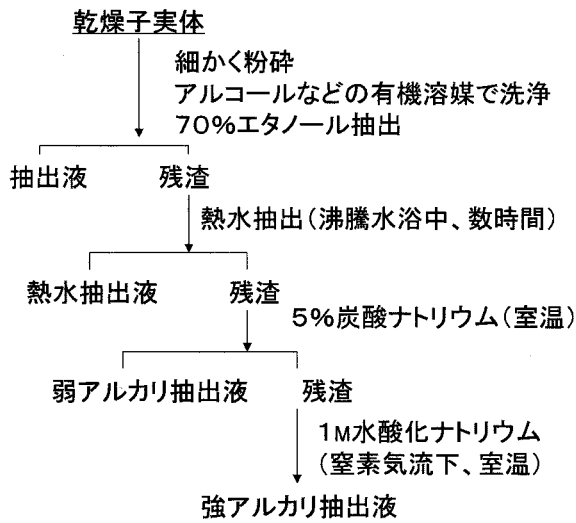 乾燥子実体
細かく粉砕
アルコールなどの有機溶媒で洗浄
70%エタノール抽出
抽出液
残渣
熱水抽出(沸騰水浴中、数時間)
熱水抽出液
残渣
5%炭酸ナトリウム(室温)
弱アルカリ抽出液
残渣
1M水酸化ナトリウム
(窒素気流下、室温)
強アルカリ抽出液